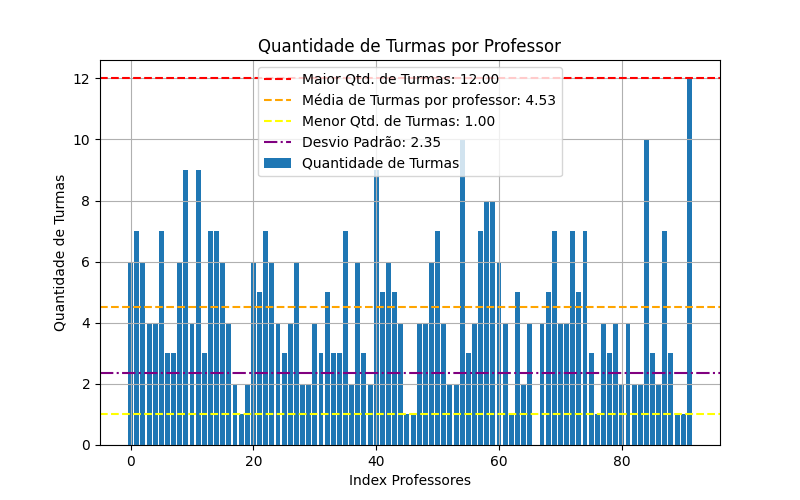 Quantidade de Turmas por Professor
Maior Qtd. de Turmas: 12.00
Média de Turmas por professor: 4.53
Menor Qtd. de Turmas: 1.00
Desvio Padrão: 2.35
Quantidade de Turmas
Quantidade de Turmas
12
10
8
6
4
2
0
0 20 40 60 80
Index Professores